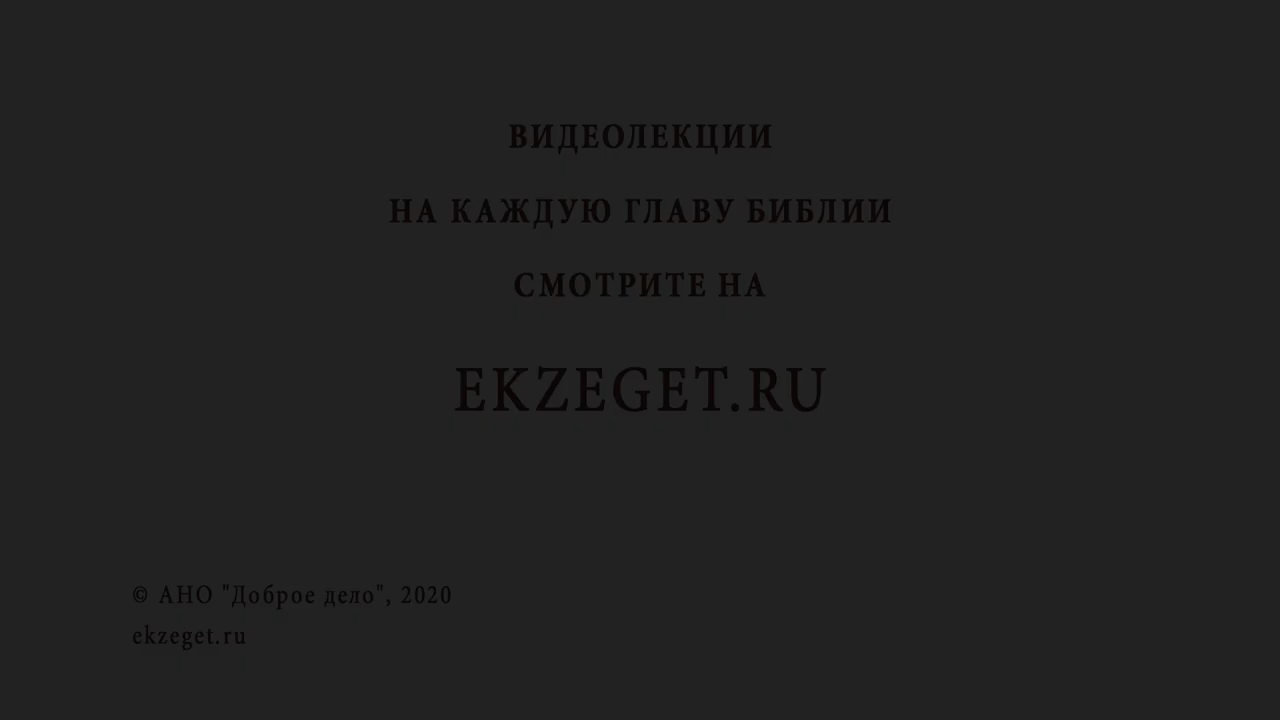 ВИДЕОЛЕКЦИИ
НА КАЖДУЮ ГЛАВУ БИБЛИИ
СМОТРИТЕ НА
EKZEGET.RU
© АНО "Доброе дело", 2020
ekzeget.ru